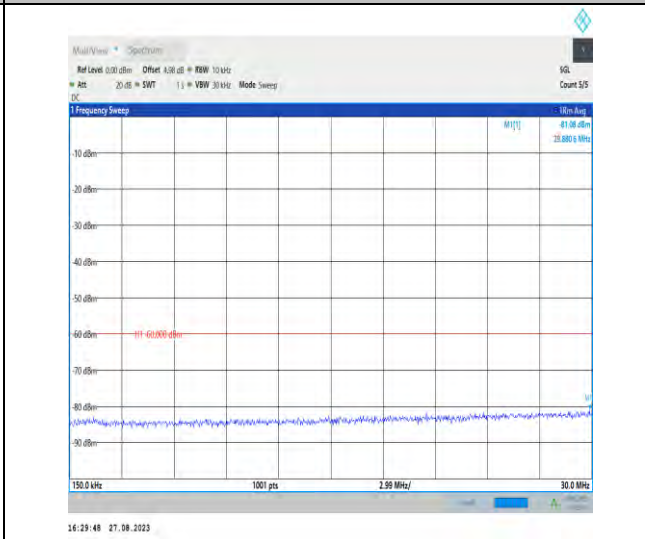 MultiView Spectrum
Ref Level 0.00 dBm Offset 4.98 dB RBW 10 kHz SGL
Att 20 dB SWT 1 s VBW 30 kHz Mode Sweep Count 5/5
DC
1 Frequency Sweep 1Rm Avg
M1[1] -81.08 dBm
28.880 6 MHz
-10 dBm
-20 dBm
-30 dBm
-40 dBm
-50 dBm
-60 dBm H1 -60.000 dBm
-70 dBm
-80 dBm
-90 dBm
150.0 kHz 1001 pts 2.99 MHz/ 30.0 MHz
16:29:48 27.08.2023